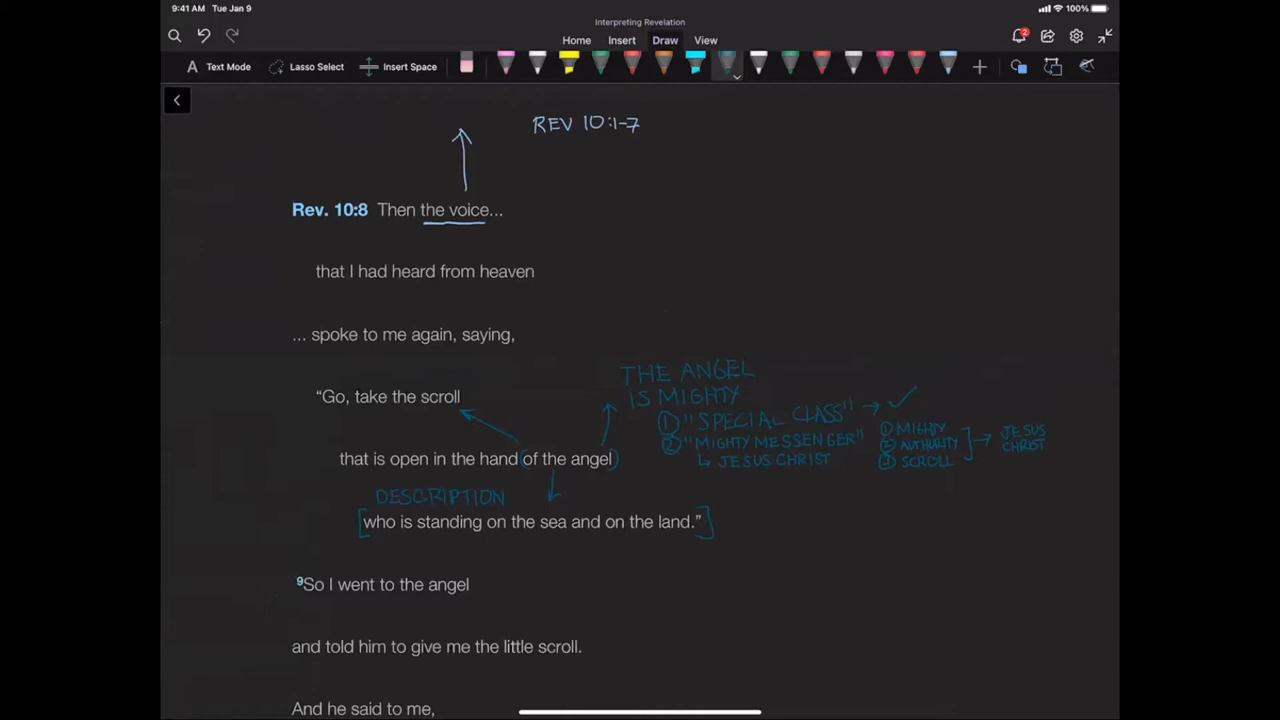 9:41 AM Tue Jan 9
100%
Interpreting Revelation
Home Insert Draw View
2
Text Mode Lasso Select Insert Space
REV 10:1-7
Rev. 10:8 Then the voice...
that I had heard from heaven
... spoke to me again, saying,
THE ANGEL
IS MIGHTY
“Go, take the scroll
① "SPECIAL CLASS" → ✓
② "MIGHTY MESSENGER"
↳ JESUS CHRIST
① MIGHTY
② AUTHORITY
③ SCROLL
→ JESUS
CHRIST
that is open in the hand (of the angel)
DESCRIPTION
[who is standing on the sea and on the land.”]
9So I went to the angel
and told him to give me the little scroll.
And he said to me,